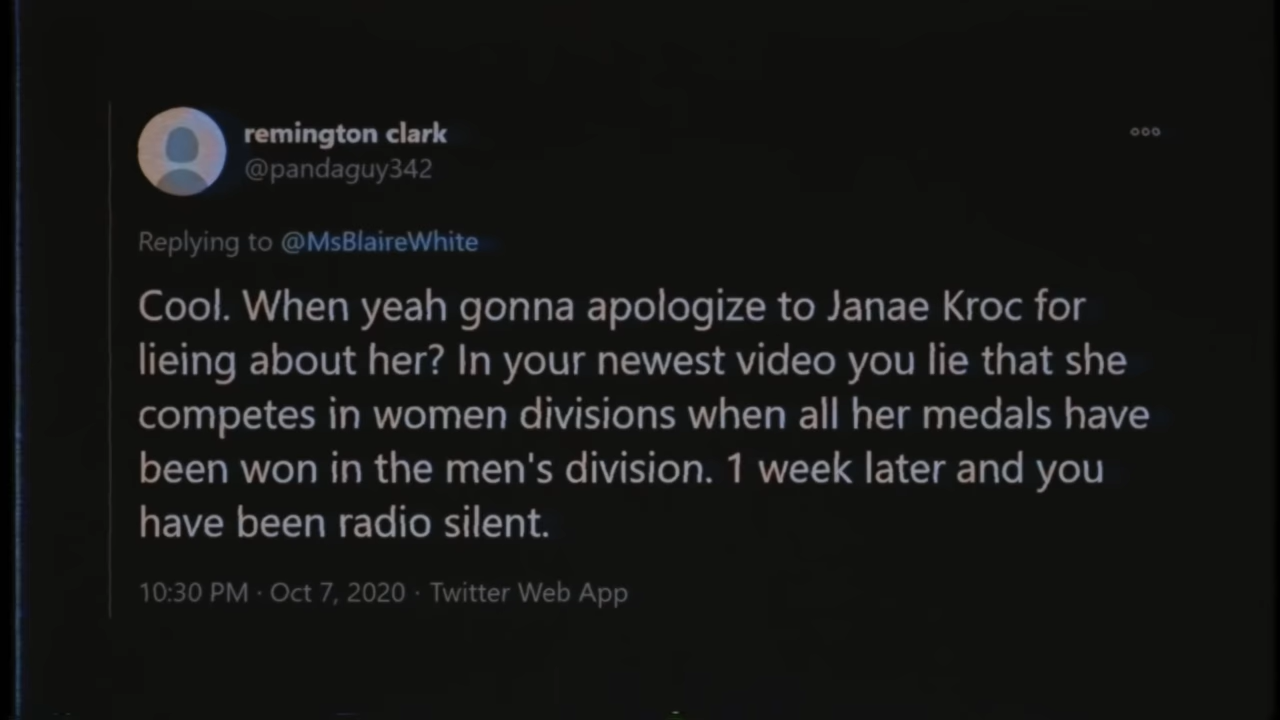 remington clark
@pandaguy342
Replying to @MsBlaireWhite
Cool. When yeah gonna apologize to Janae Kroc for
lieing about her? In your newest video you lie that she
competes in women divisions when all her medals have
been won in the men's division. 1 week later and you
have been radio silent.
10:30 PM · Oct 7, 2020 · Twitter Web App